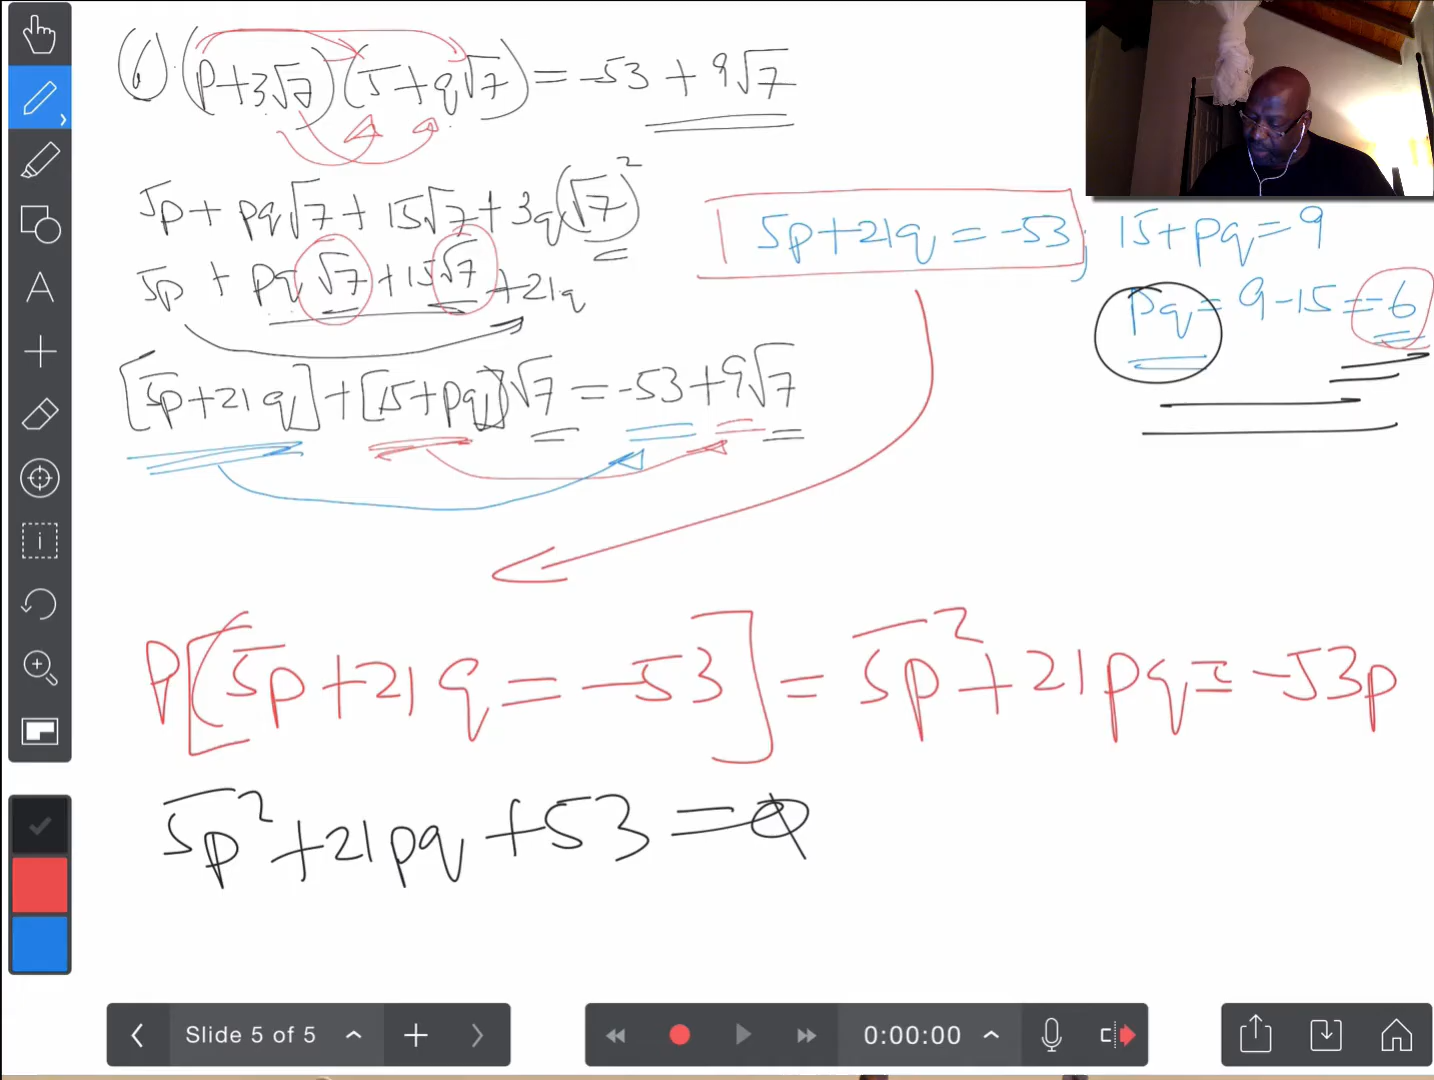 6. (p+3√7)(5+q√7) = -53 + 9√7
5p + pq√7 + 15√7 + 3q(√7)²
5p + pq√7 + 15√7 + 21q
[5p+21q] + [15+pq]√7 = -53+9√7
5p+21q = -53; 15+pq=9
pq = 9-15 = -6
P[5p+21q = -53] = 5p²+21pq = -53p
5p²+21pq+53 = 0
A
i
Slide 5 of 5
0:00:00